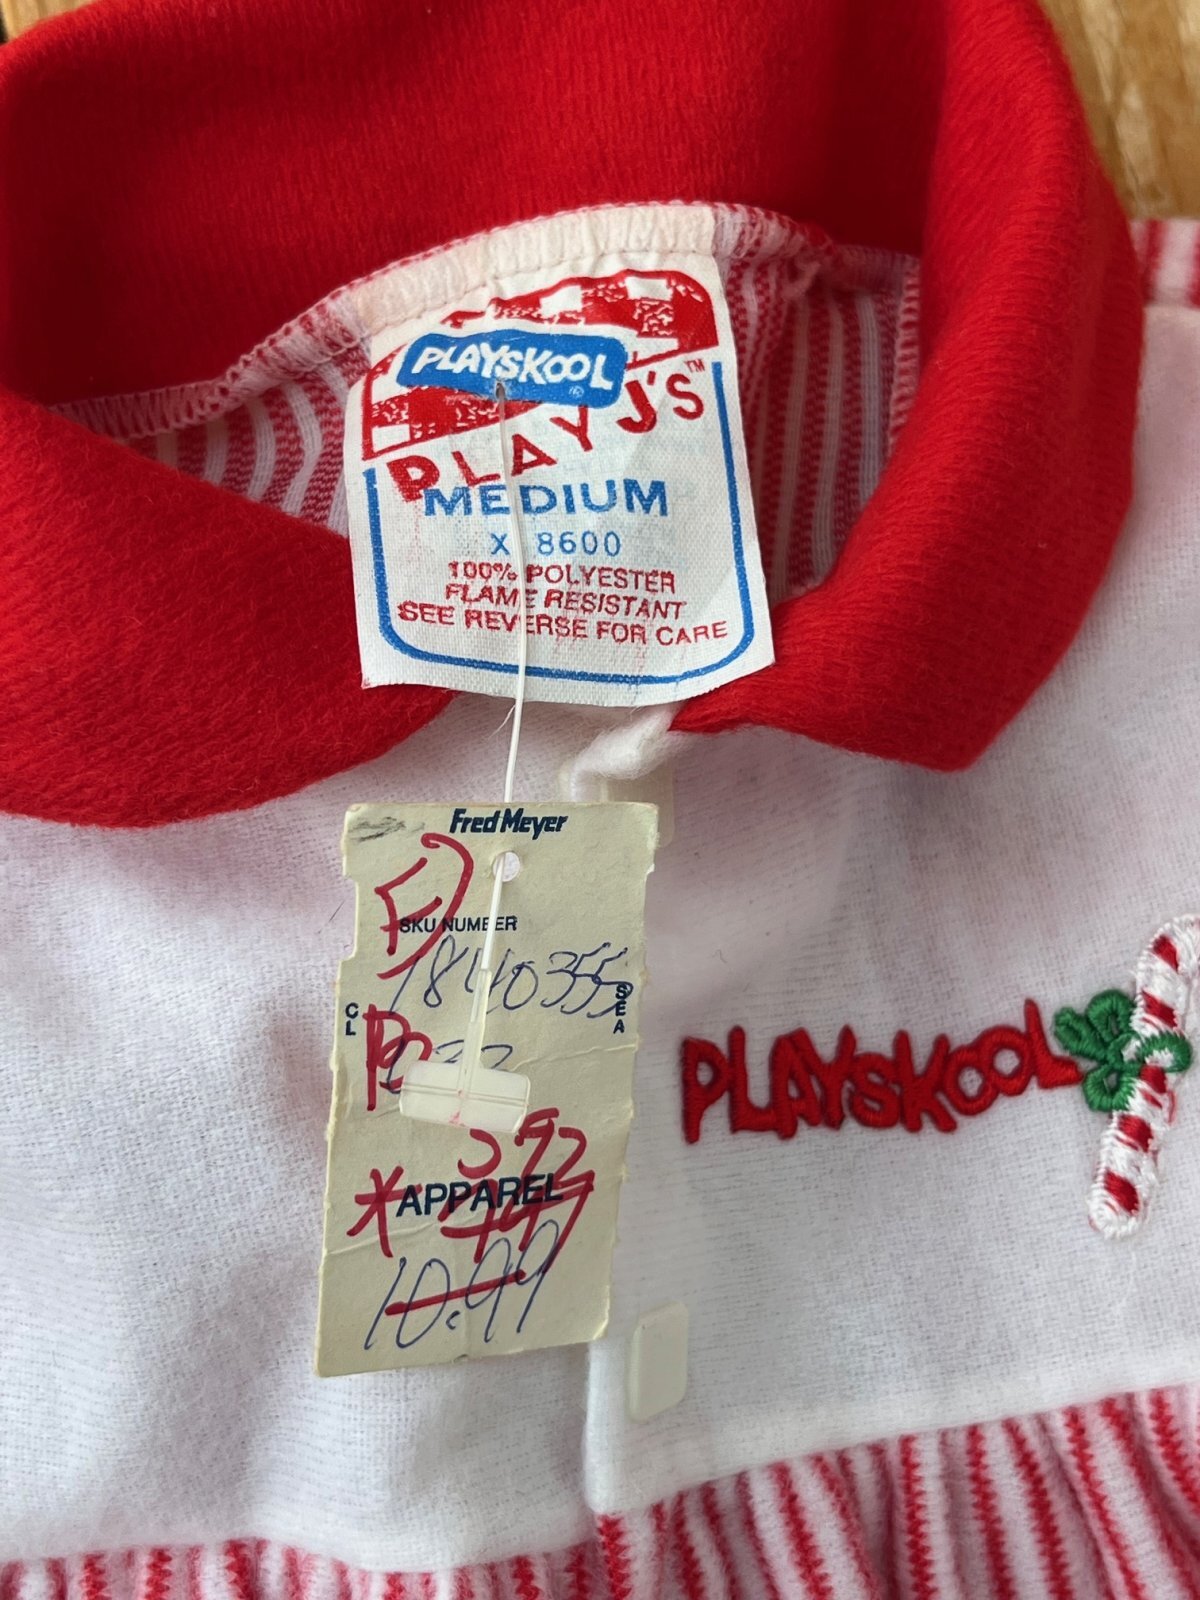 PLAYSKOOL
PLAY J'S™
MEDIUM
X 8600
100% POLYESTER
FLAME RESISTANT
SEE REVERSE FOR CARE
Fred Meyer
F
SKU NUMBER
1840355
CL
SEA
PLAYSKOOL
APPAREL
10.99